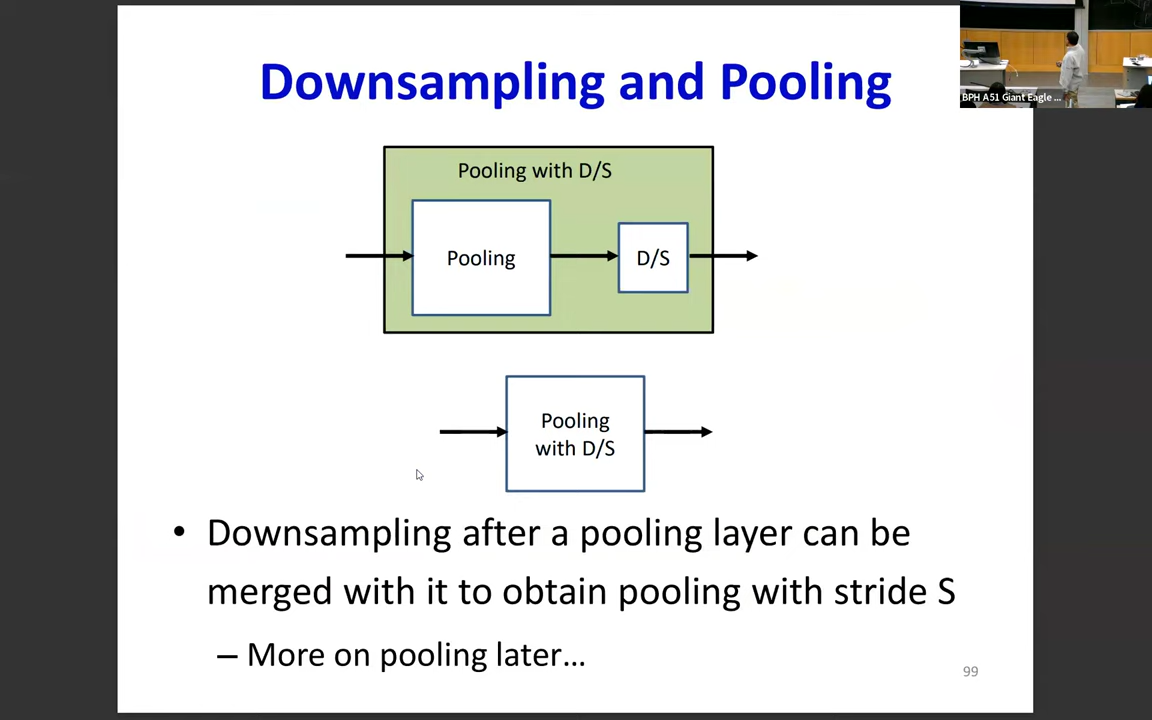 Downsampling and Pooling
BPH A51 Giant Eagle ...
Pooling with D/S
Pooling
D/S
Pooling
with D/S
• Downsampling after a pooling layer can be
merged with it to obtain pooling with stride S
– More on pooling later…
99